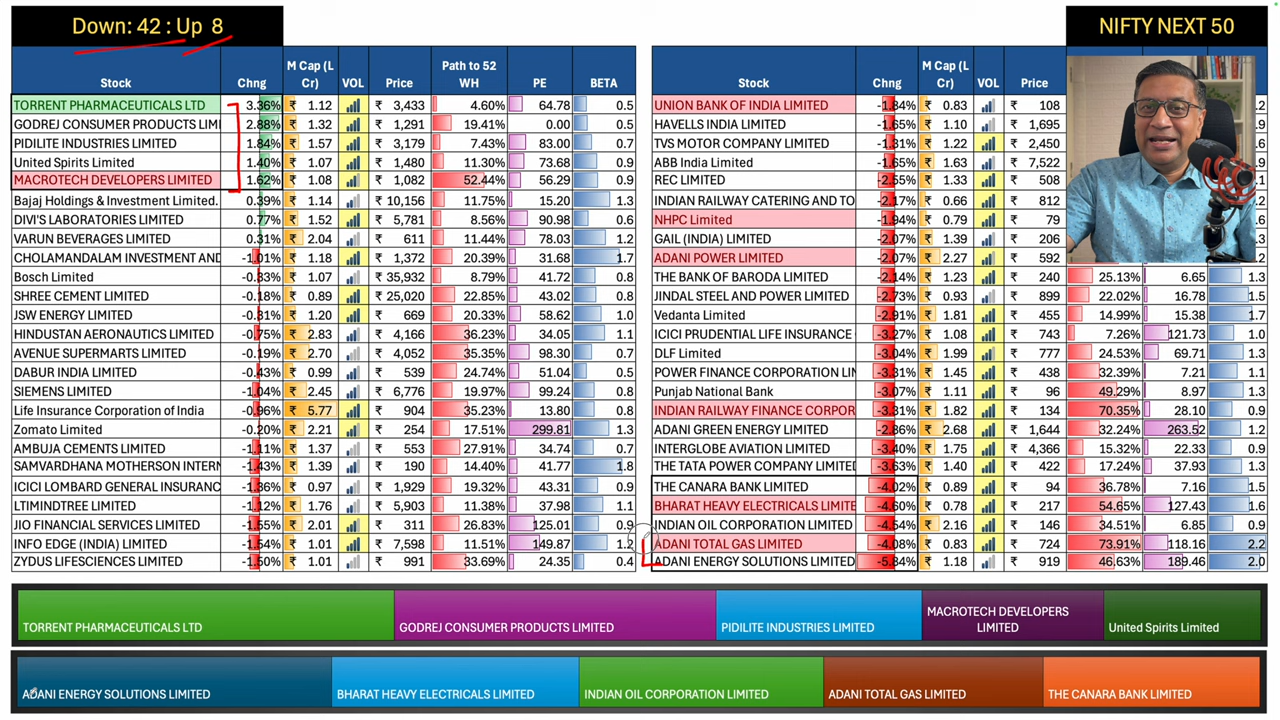 Down: 42 : Up 8
NIFTY NEXT 50
Stock Chng M Cap (L Cr) VOL Price Path to 52 WH PE BETA
TORRENT PHARMACEUTICALS LTD 3.36% ₹ 1.12 ₹ 3,433 4.60% 64.78 0.5
GODREJ CONSUMER PRODUCTS LIMI 2.88% ₹ 1.32 ₹ 1,291 19.41% 0.00 0.5
PIDILITE INDUSTRIES LIMITED 1.84% ₹ 1.57 ₹ 3,179 7.43% 83.00 0.7
United Spirits Limited 1.40% ₹ 1.07 ₹ 1,480 11.30% 73.68 0.9
MACROTECH DEVELOPERS LIMITED 1.62% ₹ 1.08 ₹ 1,082 52.44% 56.29 0.9
Bajaj Holdings & Investment Limited. 0.39% ₹ 1.14 ₹ 10,156 11.75% 15.20 1.3
DIVI'S LABORATORIES LIMITED 0.77% ₹ 1.52 ₹ 5,781 8.56% 90.98 0.6
VARUN BEVERAGES LIMITED 0.31% ₹ 2.04 ₹ 611 11.44% 78.03 1.2
CHOLAMANDALAM INVESTMENT AND -1.01% ₹ 1.18 ₹ 1,372 20.39% 31.68 1.7
Bosch Limited -0.83% ₹ 1.07 ₹ 35,932 8.79% 41.72 0.8
SHREE CEMENT LIMITED -0.18% ₹ 0.89 ₹ 25,020 22.85% 43.02 0.8
JSW ENERGY LIMITED -0.81% ₹ 1.20 ₹ 669 20.33% 58.62 1.0
HINDUSTAN AERONAUTICS LIMITED -0.75% ₹ 2.83 ₹ 4,166 36.23% 34.05 1.1
AVENUE SUPERMARTS LIMITED -0.19% ₹ 2.70 ₹ 4,052 35.35% 98.30 0.7
DABUR INDIA LIMITED -0.43% ₹ 0.99 ₹ 539 24.74% 51.04 0.5
SIEMENS LIMITED -1.04% ₹ 2.45 ₹ 6,776 19.97% 99.24 0.8
Life Insurance Corporation of India -0.96% ₹ 5.77 ₹ 904 35.23% 13.80 0.8
Zomato Limited -0.20% ₹ 2.21 ₹ 254 17.51% 299.81 1.3
AMBUJA CEMENTS LIMITED -1.11% ₹ 1.37 ₹ 553 27.91% 34.74 0.7
SAMVARDHANA MOTHERSON INTERN -1.43% ₹ 1.39 ₹ 190 14.40% 41.77 1.8
ICICI LOMBARD GENERAL INSURANC -1.36% ₹ 0.97 ₹ 1,929 19.32% 43.31 0.9
LTIMINDTREE LIMITED -1.12% ₹ 1.76 ₹ 5,903 11.38% 37.98 1.1
JIO FINANCIAL SERVICES LIMITED -1.55% ₹ 2.01 ₹ 311 26.83% 125.01 0.9
INFO EDGE (INDIA) LIMITED -1.54% ₹ 1.01 ₹ 7,598 11.51% 149.87 1.2
ZYDUS LIFESCIENCES LIMITED -1.50% ₹ 1.01 ₹ 991 33.69% 24.35 0.4
Stock Chng M Cap (L Cr) VOL Price
UNION BANK OF INDIA LIMITED -1.84% ₹ 0.83 ₹ 108
HAVELLS INDIA LIMITED -1.65% ₹ 1.10 ₹ 1,695
TVS MOTOR COMPANY LIMITED -1.31% ₹ 1.22 ₹ 2,450
ABB India Limited -1.65% ₹ 1.63 ₹ 7,522
REC LIMITED -2.55% ₹ 1.33 ₹ 508
INDIAN RAILWAY CATERING AND TO -2.17% ₹ 0.66 ₹ 812
NHPC Limited -1.94% ₹ 0.79 ₹ 79
GAIL (INDIA) LIMITED -2.07% ₹ 1.39 ₹ 206
ADANI POWER LIMITED -2.07% ₹ 2.27 ₹ 592
THE BANK OF BARODA LIMITED -2.14% ₹ 1.23 ₹ 240 25.13% 6.65 1.3
JINDAL STEEL AND POWER LIMITED -2.73% ₹ 0.93 ₹ 899 22.02% 16.78 1.5
Vedanta Limited -2.91% ₹ 1.81 ₹ 455 14.99% 15.38 1.7
ICICI PRUDENTIAL LIFE INSURANCE -3.27% ₹ 1.08 ₹ 743 7.26% 121.73 1.0
DLF Limited -3.04% ₹ 1.99 ₹ 777 24.53% 69.71 1.3
POWER FINANCE CORPORATION LIN -3.31% ₹ 1.45 ₹ 438 32.39% 7.21 1.1
Punjab National Bank -3.07% ₹ 1.11 ₹ 96 49.29% 8.97 1.3
INDIAN RAILWAY FINANCE CORPOR -3.31% ₹ 1.82 ₹ 134 70.35% 28.10 0.9
ADANI GREEN ENERGY LIMITED -2.86% ₹ 2.68 ₹ 1,644 32.24% 263.52 1.2
INTERGLOBE AVIATION LIMITED -3.40% ₹ 1.75 ₹ 4,366 15.32% 22.33 0.9
THE TATA POWER COMPANY LIMITED -3.63% ₹ 1.40 ₹ 422 17.24% 37.93 1.3
THE CANARA BANK LIMITED -4.02% ₹ 0.89 ₹ 94 36.78% 7.16 1.5
BHARAT HEAVY ELECTRICALS LIMITE -4.60% ₹ 0.78 ₹ 217 54.65% 127.43 1.6
INDIAN OIL CORPORATION LIMITED -4.54% ₹ 2.16 ₹ 146 34.51% 6.85 0.9
ADANI TOTAL GAS LIMITED -4.08% ₹ 0.83 ₹ 724 73.91% 118.16 2.2
ADANI ENERGY SOLUTIONS LIMITED -5.84% ₹ 1.18 ₹ 919 46.63% 189.46 2.0
TORRENT PHARMACEUTICALS LTD
GODREJ CONSUMER PRODUCTS LIMITED
PIDILITE INDUSTRIES LIMITED
MACROTECH DEVELOPERS
LIMITED
United Spirits Limited
ADANI ENERGY SOLUTIONS LIMITED
BHARAT HEAVY ELECTRICALS LIMITED
INDIAN OIL CORPORATION LIMITED
ADANI TOTAL GAS LIMITED
THE CANARA BANK LIMITED